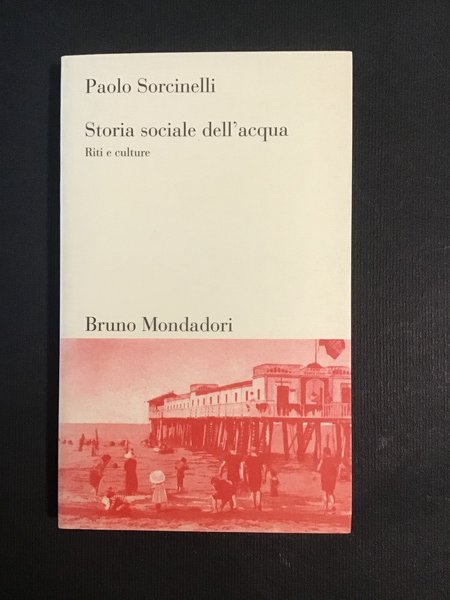 Paolo Sorcinelli
Storia sociale dell'acqua
Riti e culture
Bruno Mondadori